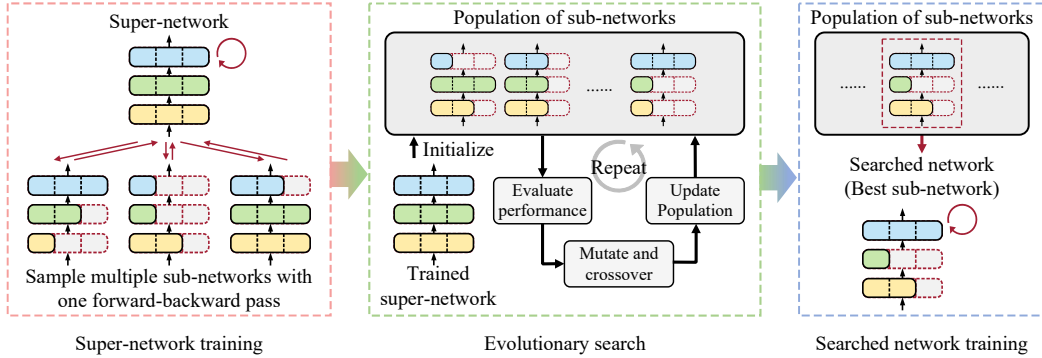 Super-network
Sample multiple sub-networks with
one forward-backward pass
Super-network training
Population of sub-networks
......
Initialize
Repeat
Evaluate
performance
Update
Population
Mutate and
crossover
Trained
super-network
Evolutionary search
Population of sub-networks
......
......
Searched network
(Best sub-network)
Searched network training